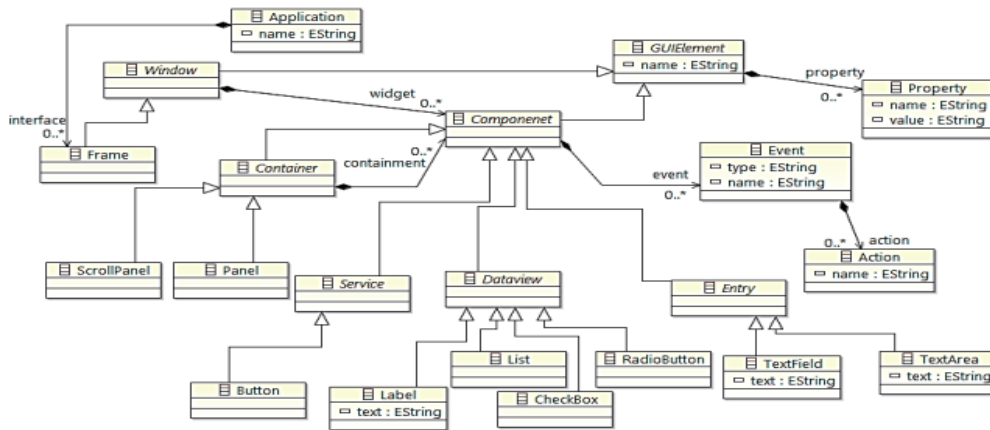 Application
name : EString
GUIElement
name : EString
Window
property
0..*
Property
name : EString
value : EString
widget
0..*
Componenet
interface
0..*
Frame
Container
containment
0..*
Event
type : EString
name : EString
event
0..*
0..* action
Action
name : EString
ScrollPanel
Panel
Service
Dataview
Entry
Button
Label
text : EString
List
CheckBox
RadioButton
TextField
text : EString
TextArea
text : EString